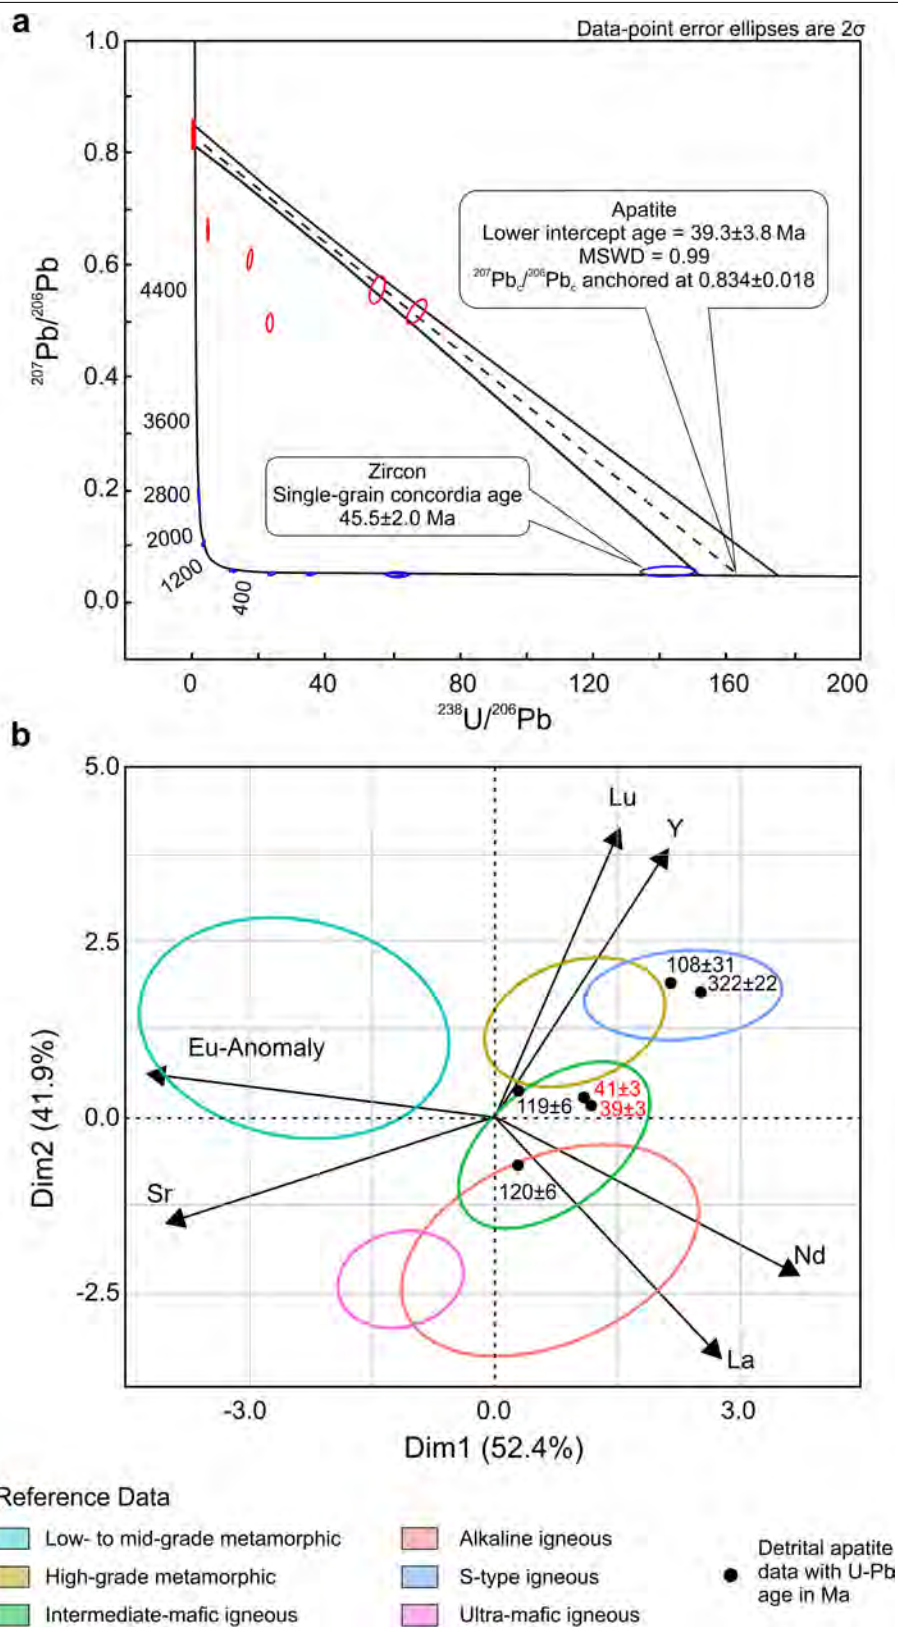 a
Data-point error ellipses are 2σ
1.0
0.8
0.6
0.4
0.2
0.0
²⁰⁷Pb/²⁰⁶Pb
4400
3600
2800
2000
1200
400
Apatite
Lower intercept age = 39.3±3.8 Ma
MSWD = 0.99
²⁰⁷Pb_c/²⁰⁶Pb_c anchored at 0.834±0.018
Zircon
Single-grain concordia age
45.5±2.0 Ma
0 40 80 120 160 200
²³⁸U/²⁰⁶Pb
b
5.0
2.5
0.0
-2.5
Dim2 (41.9%)
Lu
Y
108±31
322±22
Eu-Anomaly
41±3
119±6 39±3
Sr
120±6
Nd
La
-3.0 0.0 3.0
Dim1 (52.4%)
Reference Data
Low- to mid-grade metamorphic
High-grade metamorphic
Intermediate-mafic igneous
Alkaline igneous
S-type igneous
Ultra-mafic igneous
Detrital apatite
data with U-Pb
age in Ma